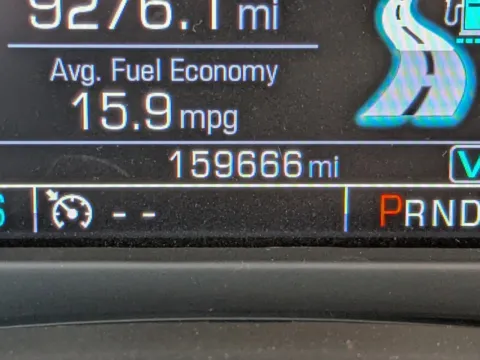 9276.1 mi
Avg. Fuel Economy
15.9 mpg
159666 mi
V
-- PRND